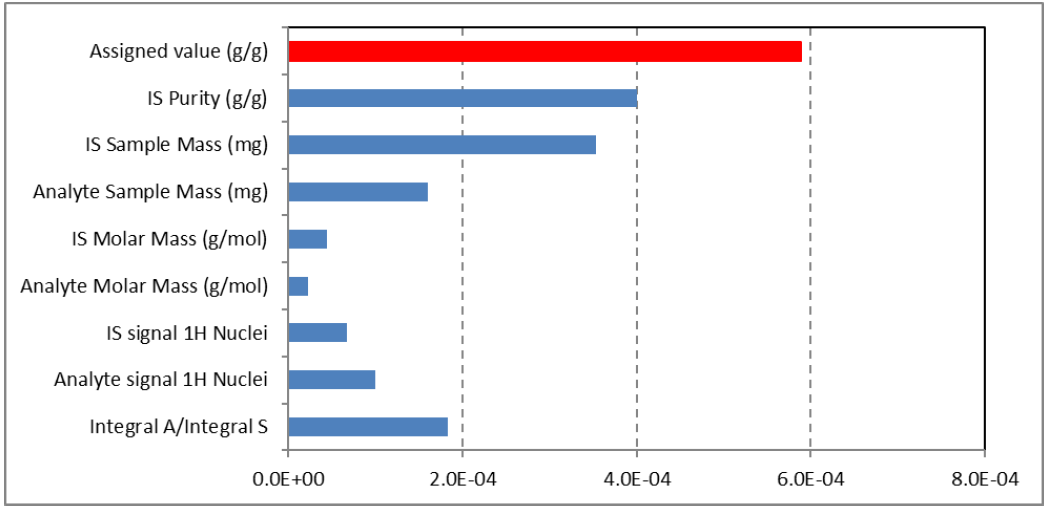 Assigned value (g/g)
IS Purity (g/g)
IS Sample Mass (mg)
Analyte Sample Mass (mg)
IS Molar Mass (g/mol)
Analyte Molar Mass (g/mol)
IS signal 1H Nuclei
Analyte signal 1H Nuclei
Integral A/Integral S
0.0E+00 2.0E-04 4.0E-04 6.0E-04 8.0E-04